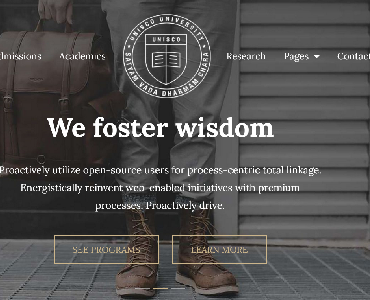 Admissions Academics Research Pages Contact
UNISCO UNIVERSITY
UNISCO
SATYAM VADA DHARMAM CHARA
We foster wisdom
Proactively utilize open-source users for process-centric total linkage.
Energistically reinvent web-enabled initiatives with premium
processes. Proactively drive.
SEE PROGRAMS
LEARN MORE